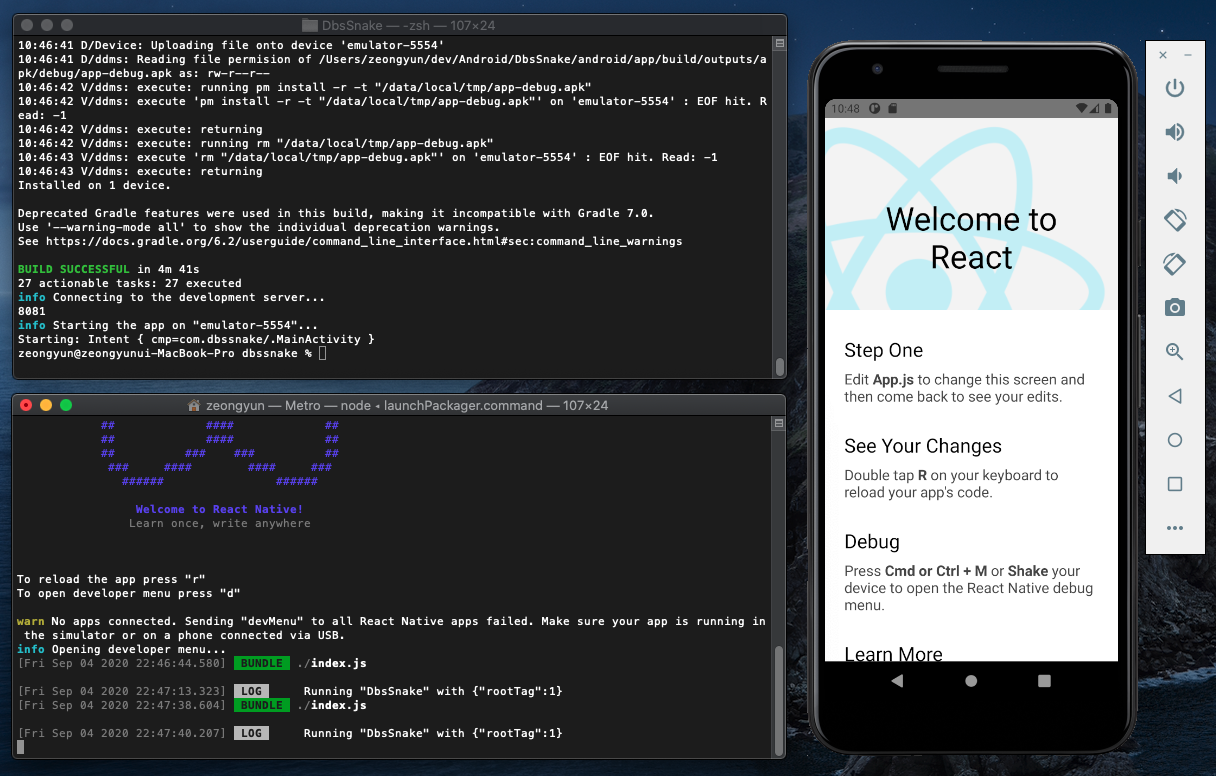 DbsSnake — -zsh — 107×24
10:46:41 D/Device: Uploading file onto device 'emulator-5554'
10:46:41 D/ddms: Reading file permision of /Users/zeongyun/dev/Android/DbsSnake/android/app/build/outputs/a
pk/debug/app-debug.apk as: rw-r--r--
10:46:42 V/ddms: execute: running pm install -r -t "/data/local/tmp/app-debug.apk"
10:46:42 V/ddms: execute 'pm install -r -t "/data/local/tmp/app-debug.apk"' on 'emulator-5554' : EOF hit. R
ead: -1
10:46:42 V/ddms: execute: returning
10:46:42 V/ddms: execute: running rm "/data/local/tmp/app-debug.apk"
10:46:43 V/ddms: execute 'rm "/data/local/tmp/app-debug.apk"' on 'emulator-5554' : EOF hit. Read: -1
10:46:43 V/ddms: execute: returning
Installed on 1 device.
Deprecated Gradle features were used in this build, making it incompatible with Gradle 7.0.
Use '--warning-mode all' to show the individual deprecation warnings.
See https://docs.gradle.org/6.2/userguide/command_line_interface.html#sec:command_line_warnings
BUILD SUCCESSFUL in 4m 41s
27 actionable tasks: 27 executed
info Connecting to the development server...
8081
info Starting the app on "emulator-5554"...
Starting: Intent { cmp=com.dbssnake/.MainActivity }
zeongyun@zeongyunui-MacBook-Pro dbssnake %
zeongyun — Metro — node ◂ launchPackager.command — 107×24
## #### ##
## #### ##
## ### ### ##
### #### #### ###
###### ######
Welcome to React Native!
Learn once, write anywhere
To reload the app press "r"
To open developer menu press "d"
warn No apps connected. Sending "devMenu" to all React Native apps failed. Make sure your app is running in
the simulator or on a phone connected via USB.
info Opening developer menu...
[Fri Sep 04 2020 22:46:44.580] BUNDLE ./index.js
[Fri Sep 04 2020 22:47:13.323] LOG Running "DbsSnake" with {"rootTag":1}
[Fri Sep 04 2020 22:47:38.604] BUNDLE ./index.js
[Fri Sep 04 2020 22:47:40.207] LOG Running "DbsSnake" with {"rootTag":1}
10:48
Welcome to
React
Step One
Edit App.js to change this screen and
then come back to see your edits.
See Your Changes
Double tap R on your keyboard to
reload your app's code.
Debug
Press Cmd or Ctrl + M or Shake your
device to open the React Native debug
menu.
Learn More